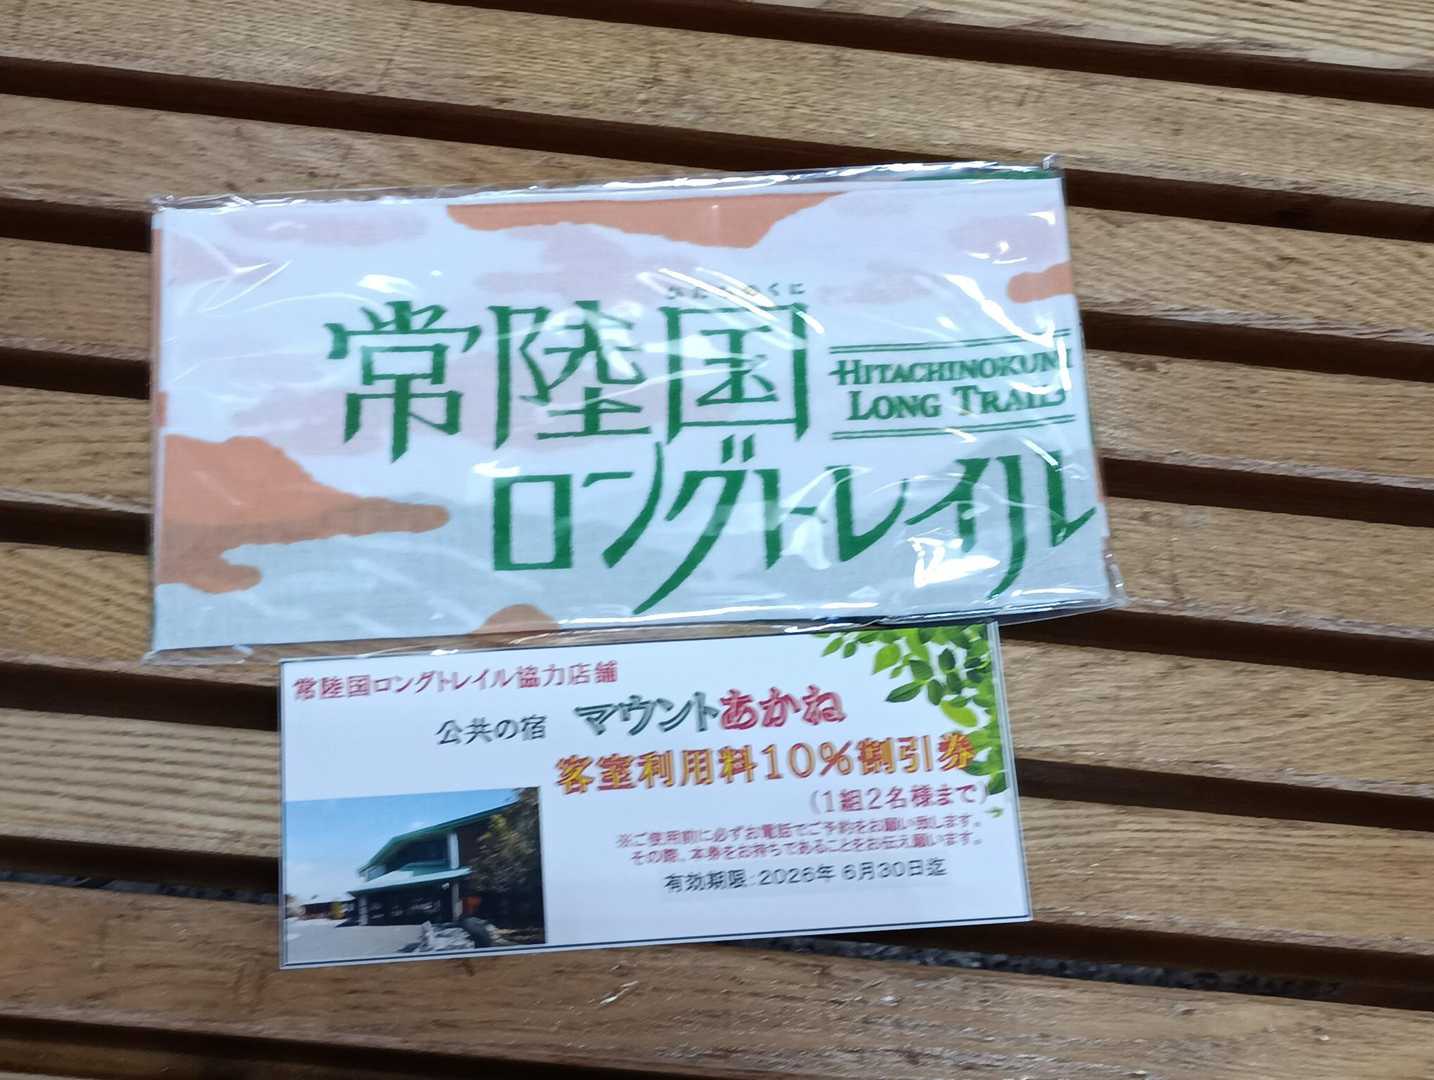 ひたちのくに
常陸国
HITACHINOKUNI
LONG TRAIL
ロングトレイル
常陸国ロングトレイル協力店舗
公共の宿 マウントあかね
客室利用料10%割引券
(1組2名様まで)
※ご使用前に必ずお電話でご予約をお願い致します。
その際、本券をお持ちであることをお伝え願います。
有効期限:2026年 6月30日迄